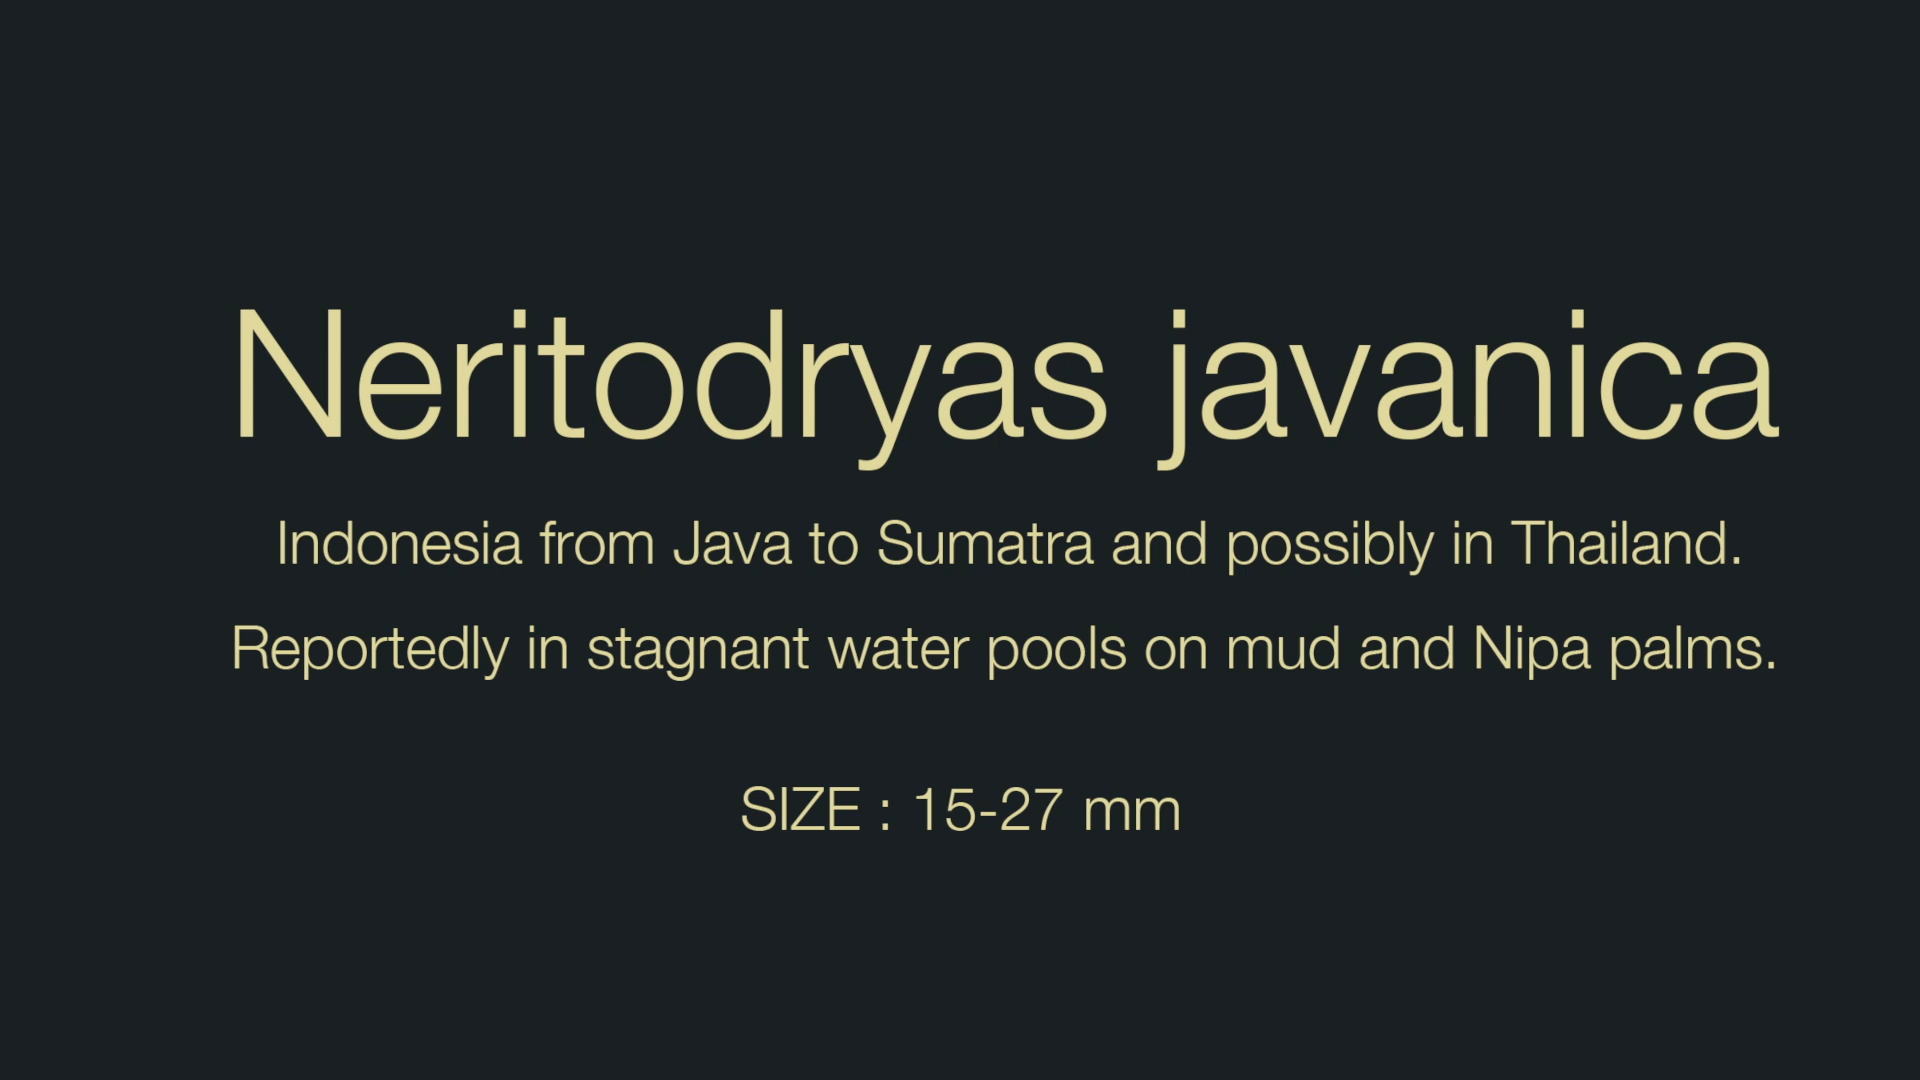 Neritodryas javanica
Indonesia from Java to Sumatra and possibly in Thailand.
Reportedly in stagnant water pools on mud and Nipa palms.
SIZE : 15-27 mm